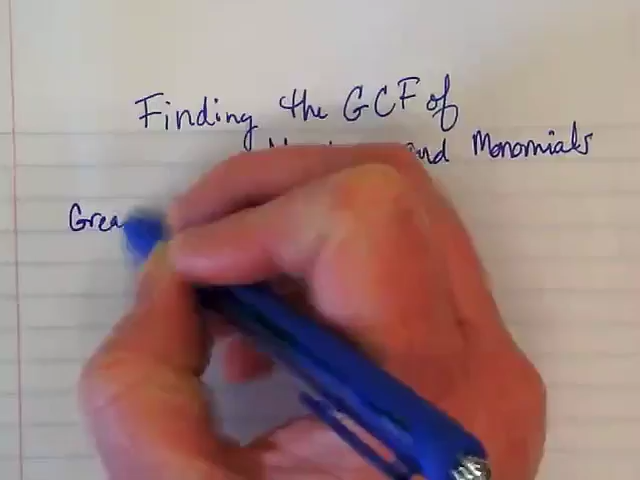 Finding the GCF of
and Monomials
Grea